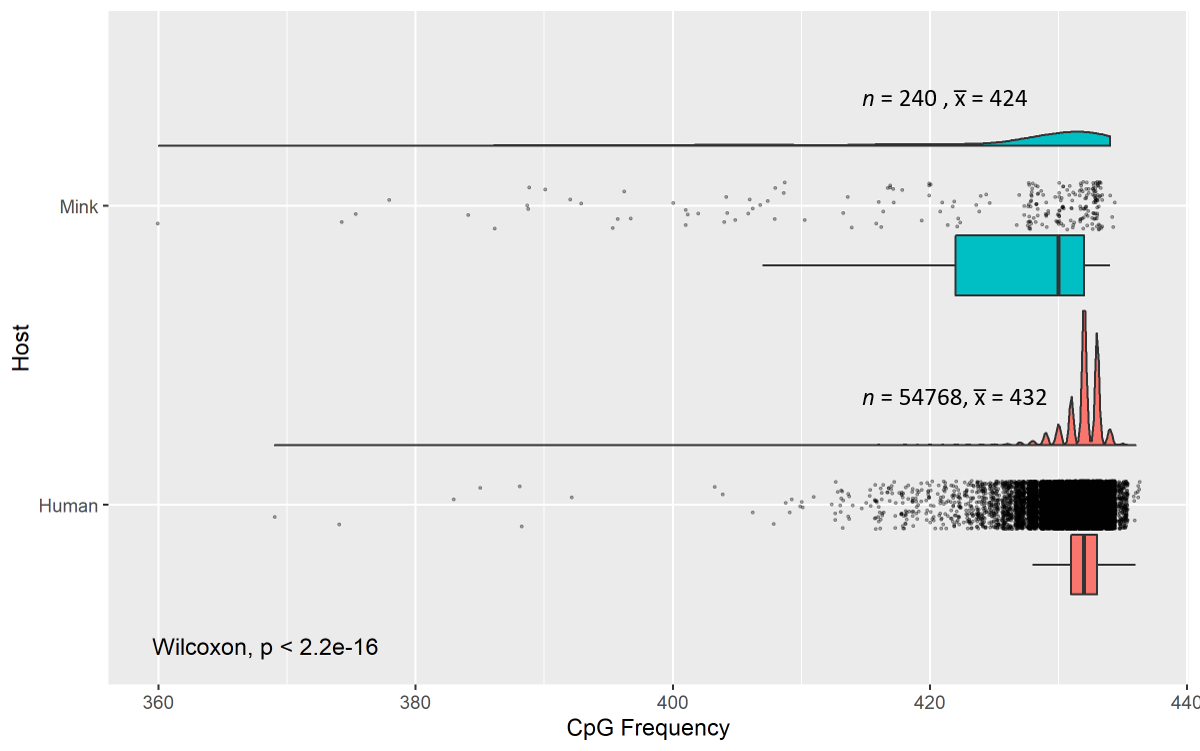 n = 240 , x̅ = 424
Mink
Host
n = 54768, x̅ = 432
Human
Wilcoxon, p < 2.2e-16
360 380 400 420 440
CpG Frequency